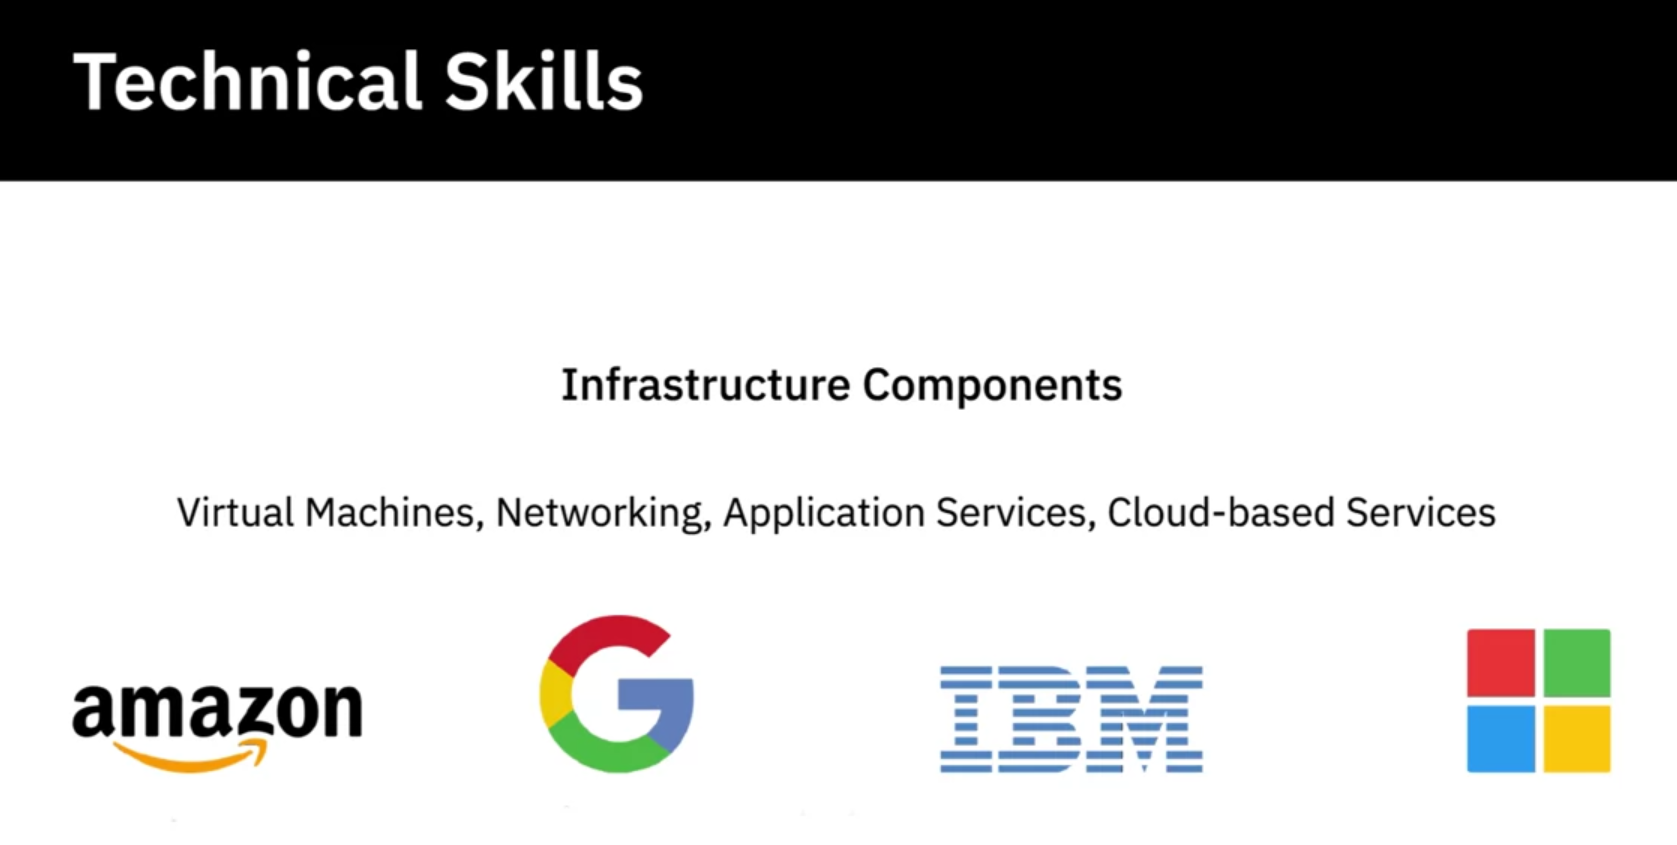 Technical Skills
Infrastructure Components
Virtual Machines, Networking, Application Services, Cloud-based Services
amazon
G
IBM